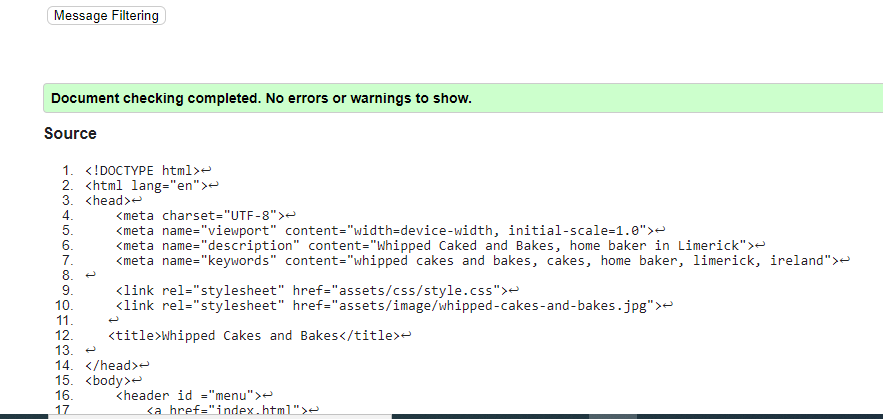 Message Filtering
Document checking completed. No errors or warnings to show.
Source
1. <!DOCTYPE html>↩
2. <html lang="en">↩
3. <head>↩
4. <meta charset="UTF-8">↩
5. <meta name="viewport" content="width=device-width, initial-scale=1.0">↩
6. <meta name="description" content="Whipped Caked and Bakes, home baker in Limerick">↩
7. <meta name="keywords" content="whipped cakes and bakes, cakes, home baker, limerick, ireland">↩
8. ↩
9. <link rel="stylesheet" href="assets/css/style.css">↩
10. <link rel="stylesheet" href="assets/image/whipped-cakes-and-bakes.jpg">↩
11. ↩
12. <title>Whipped Cakes and Bakes</title>↩
13. ↩
14. </head>↩
15. <body>↩
16. <header id ="menu">↩
17 <a href="index.html">↩